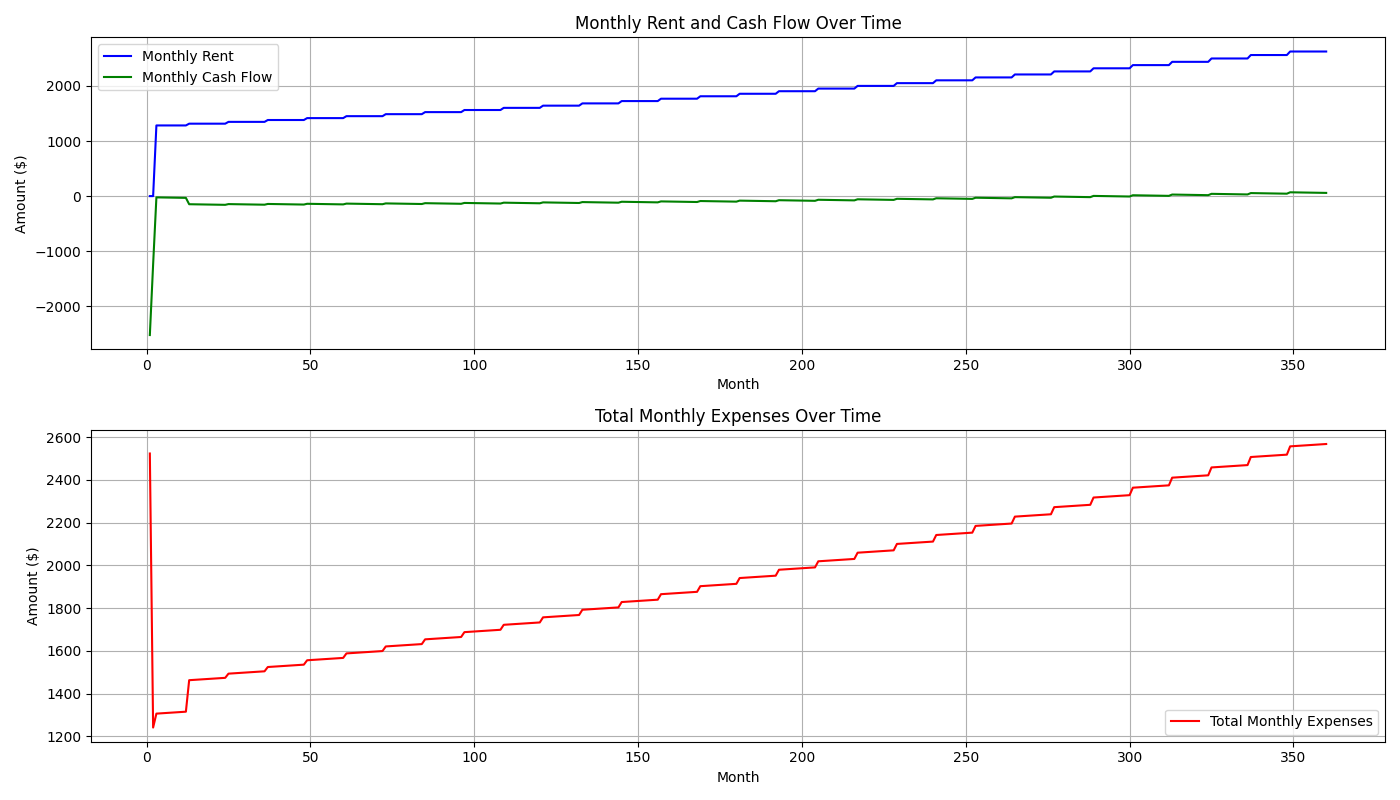 Monthly Rent and Cash Flow Over Time
Monthly Rent
Monthly Cash Flow
Amount ($)
2000
1000
0
−1000
−2000
0 50 100 150 200 250 300 350
Month
Total Monthly Expenses Over Time
Amount ($)
2600
2400
2200
2000
1800
1600
1400
1200
Total Monthly Expenses
0 50 100 150 200 250 300 350
Month